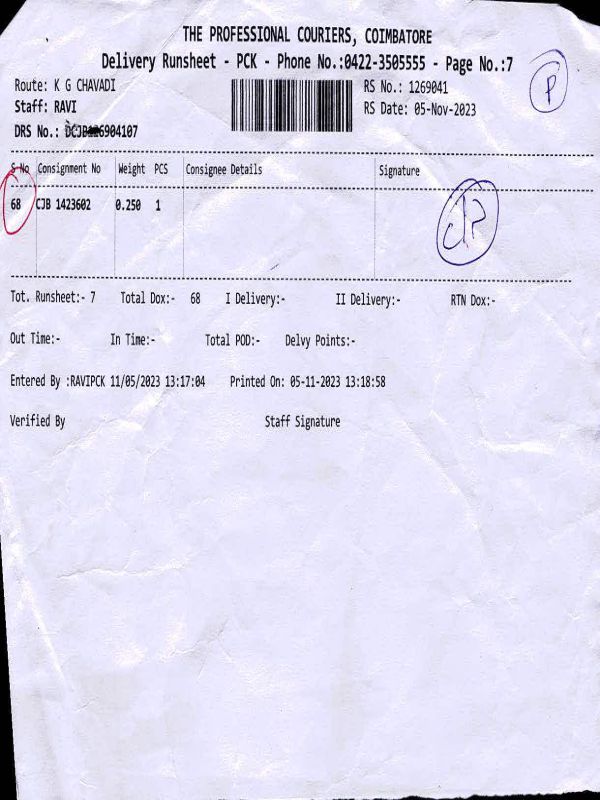 THE PROFESSIONAL COURIERS, COIMBATORE
Delivery Runsheet - PCK - Phone No.:0422-3505555 - Page No.:7
P
Route: K G CHAVADI
RS No.: 1269041
Staff: RAVI
RS Date: 05-Nov-2023
DRS No.:
S No Consignment No Weight PCS Consignee Details Signature
68 CJB 1423602 0.250 1
Tot. Runsheet:- 7 Total Dox:- 68 I Delivery:- II Delivery:- RTN Dox:-
Out Time:- In Time:- Total POD:- Delvy Points:-
Entered By :RAVIPCK 11/05/2023 13:17:04 Printed On: 05-11-2023 13:18:58
Verified By Staff Signature